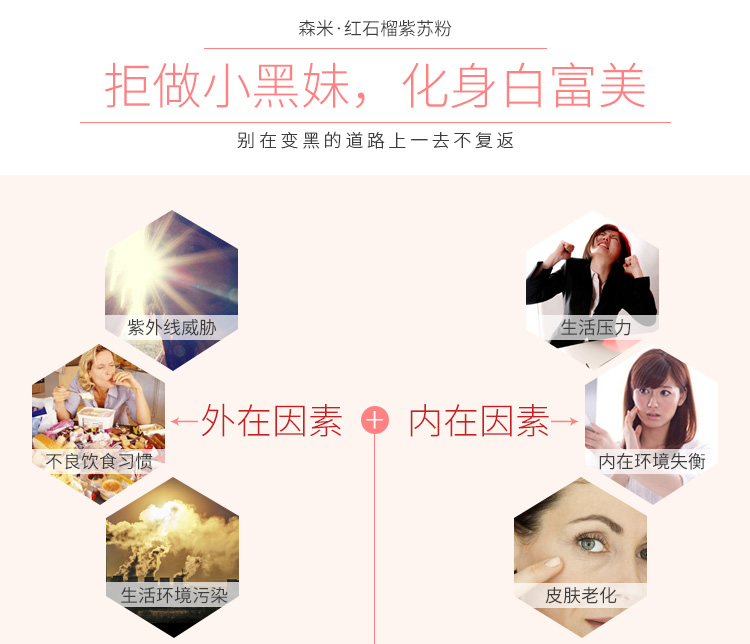 森米·红石榴紫苏粉
拒做小黑妹，化身白富美
别在变黑的道路上一去不复返
紫外线威胁
不良饮食习惯
生活环境污染
外在因素
+
内在因素
生活压力
内在环境失衡
皮肤老化